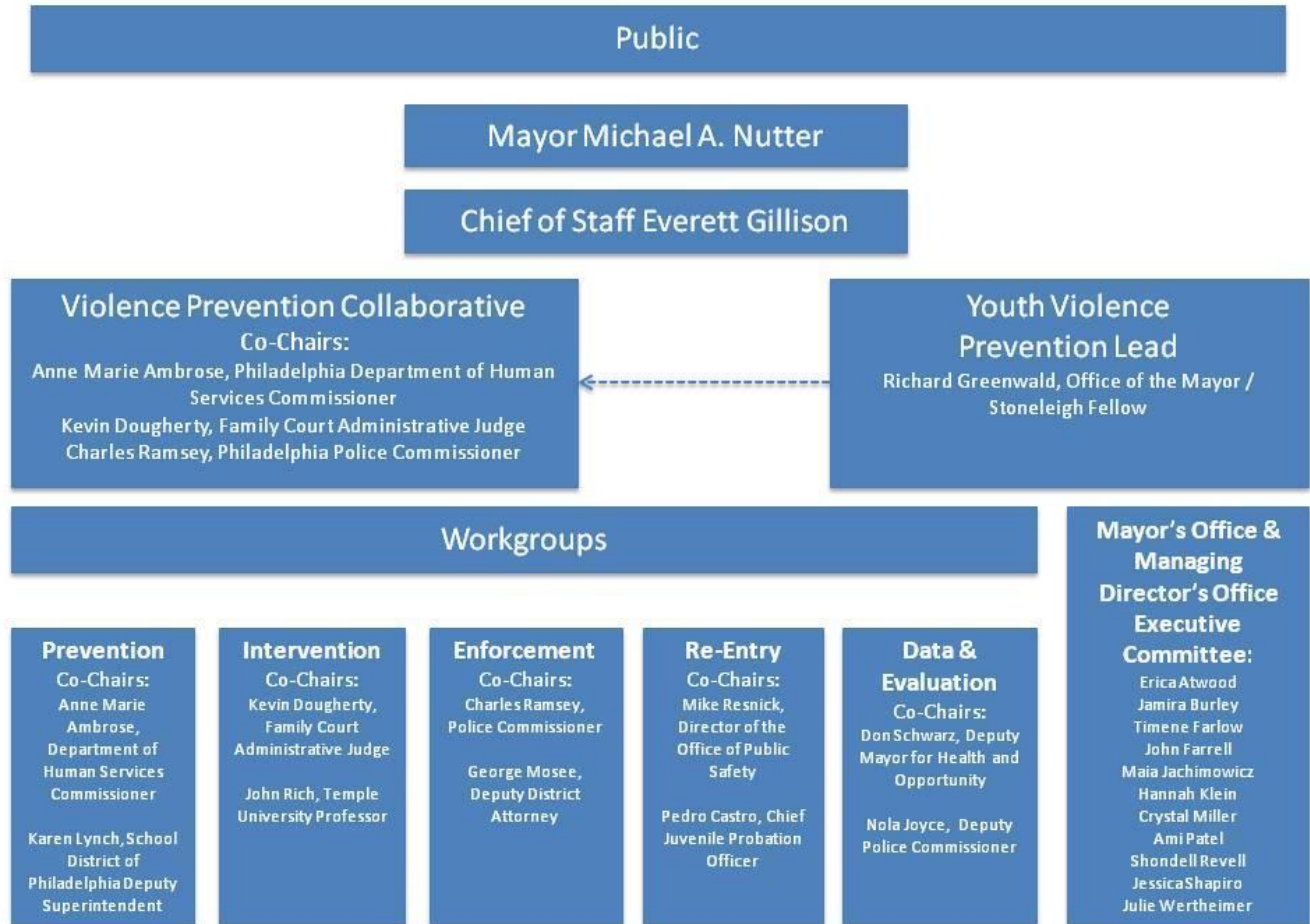 Public
Mayor Michael A. Nutter
Chief of Staff Everett Gillison
Violence Prevention Collaborative
Co-Chairs:
Anne Marie Ambrose, Philadelphia Department of Human
Services Commissioner
Kevin Dougherty, Family Court Administrative Judge
Charles Ramsey, Philadelphia Police Commissioner
Youth Violence
Prevention Lead
Richard Greenwald, Office of the Mayor /
Stoneleigh Fellow
Workgroups
Prevention
Co-Chairs:
Anne Marie
Ambrose,
Department of
Human Services
Commissioner
Karen Lynch, School
District of
Philadelphia Deputy
Superintendent
Intervention
Co-Chairs:
Kevin Dougherty,
Family Court
Administrative Judge
John Rich, Temple
University Professor
Enforcement
Co-Chairs:
Charles Ramsey,
Police Commissioner
George Mosee,
Deputy District
Attorney
Re-Entry
Co-Chairs:
Mike Resnick,
Director of the
Office of Public
Safety
Pedro Castro, Chief
Juvenile Probation
Officer
Data &
Evaluation
Co-Chairs:
Don Schwarz, Deputy
Mayor for Health and
Opportunity
Nola Joyce, Deputy
Police Commissioner
Mayor's Office &
Managing
Director's Office
Executive
Committee:
Erica Atwood
Jamira Burley
Timene Farlow
John Farrell
Maia Jachimowicz
Hannah Klein
Crystal Miller
Ami Patel
Shondell Revell
Jessica Shapiro
Julie Wertheimer